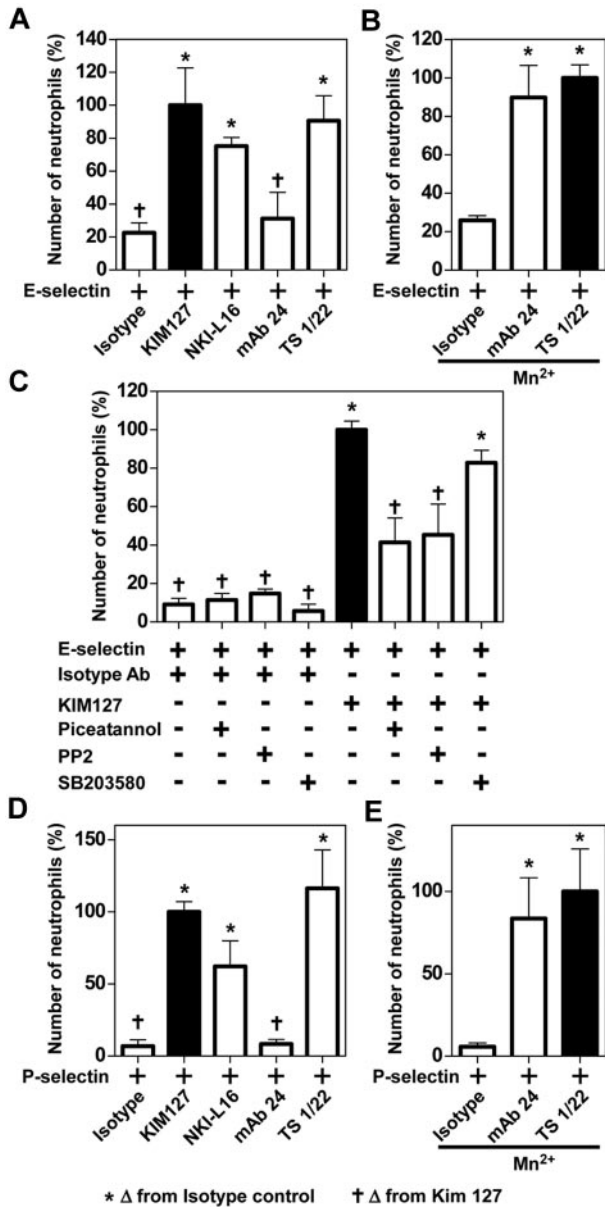 A
Number of neutrophils (%)
140
120
100
80
60
40
20
0
*
*
*
†
†
E-selectin + + + + +
Isotype KIM127 NKI-L16 mAb 24 TS 1/22
B
Number of neutrophils (%)
120
100
80
60
40
20
0
* *
E-selectin + + +
Isotype mAb 24 TS 1/22
Mn2+
C
Number of neutrophils (%)
120
100
80
60
40
20
0
† † † † * † † *
E-selectin + + + + + + + +
Isotype Ab + + + + - - - -
KIM127 - - - - + + + +
Piceatannol - + - - - + - -
PP2 - - + - - - + -
SB203580 - - - + - - - +
D
Number of neutrophils (%)
150
100
50
0
† * * † *
P-selectin + + + + +
Isotype KIM127 NKI-L16 mAb 24 TS 1/22
E
Number of neutrophils (%)
150
100
50
0
* *
P-selectin + + +
Isotype mAb 24 TS 1/22
Mn2+
* Δ from Isotype control † Δ from Kim 127